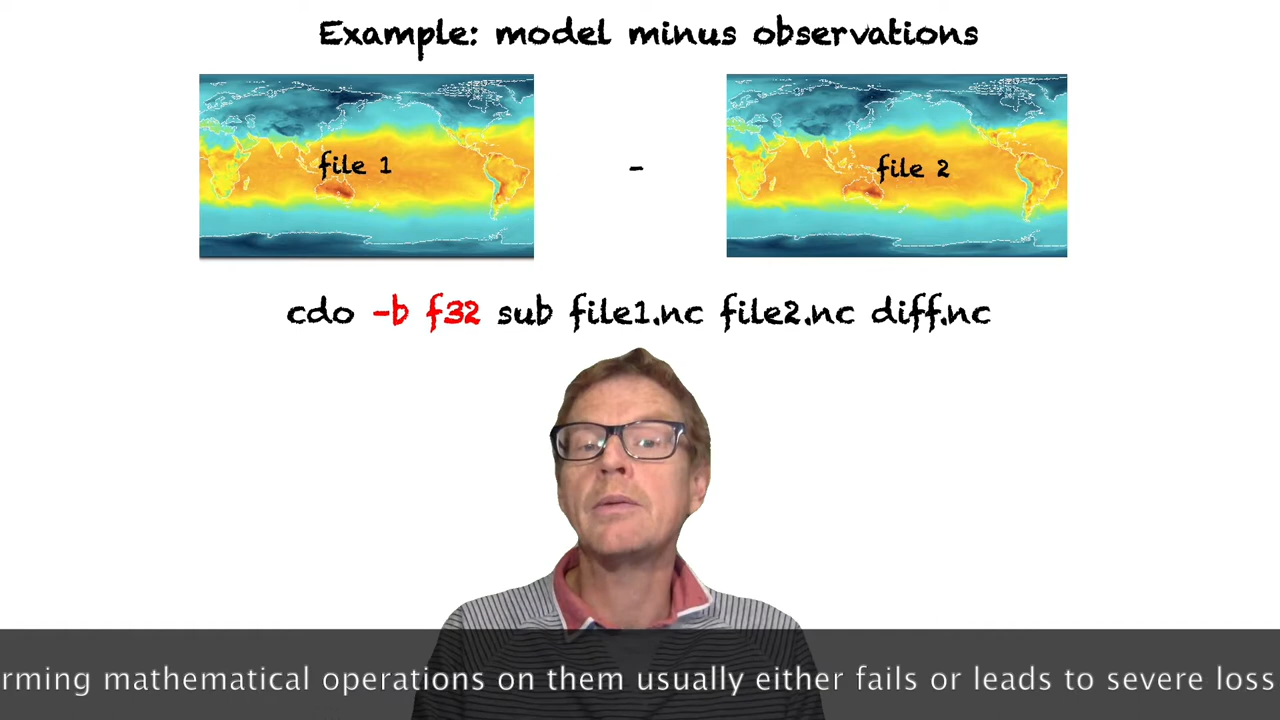 Example: model minus observations
file 1
-
file 2
cdo -b f32 sub file1.nc file2.nc diff.nc
rming mathematical operations on them usually either fails or leads to severe loss